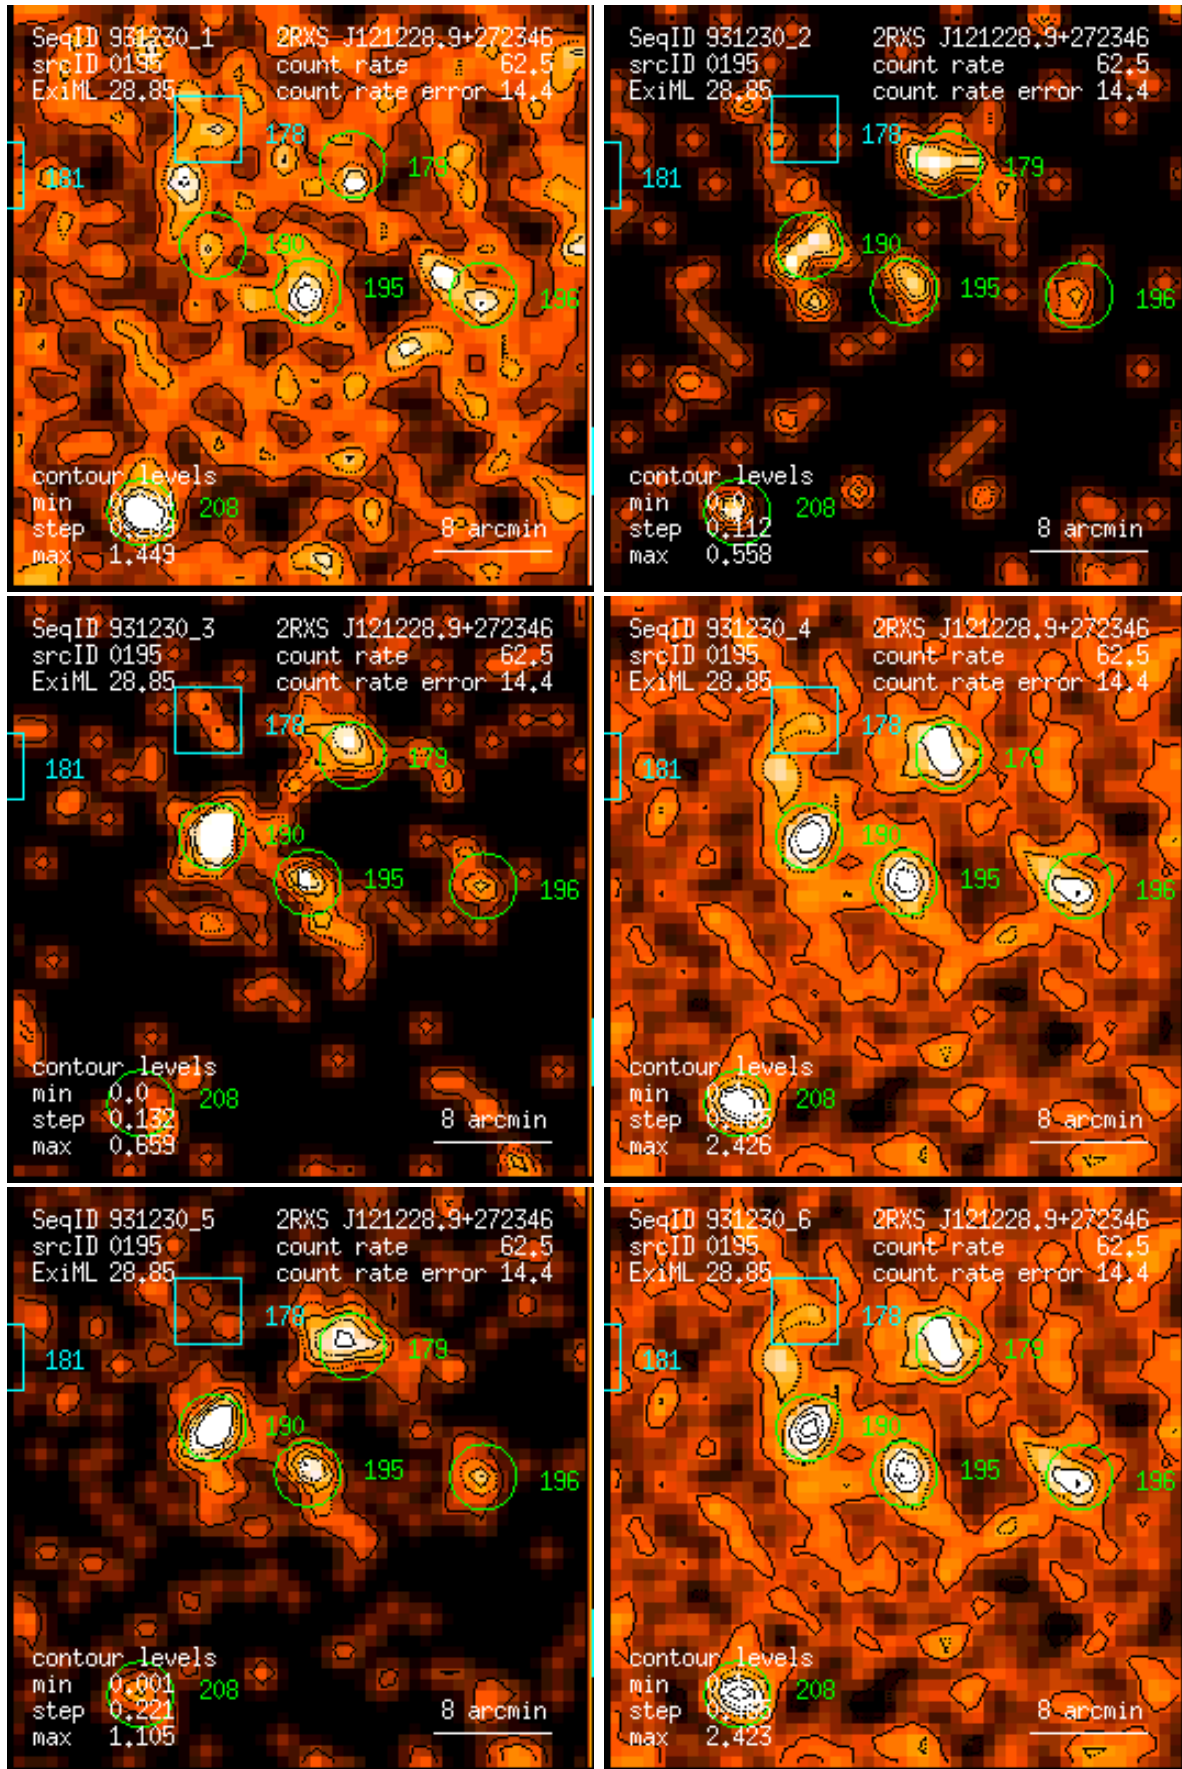 SeqID 931230_1 2RXS J121228.9+272346
srcID 0195 count rate 62.5
ExiML 28.85 count rate error 14.4
178
179
181
190
195
196
contour levels
min
208
step
8 arcmin
max 1.449
SeqID 931230_2 2RXS J121228.9+272346
srcID 0195 count rate 62.5
ExiML 28.85 count rate error 14.4
178
179
181
190
195
196
contour levels
min 0.0
208
step 0.112
8 arcmin
max 0.558
SeqID 931230_3 2RXS J121228.9+272346
srcID 0195 count rate 62.5
ExiML 28.85 count rate error 14.4
178
179
181
190
195
196
contour levels
min 0.0
208
step 0.132
8 arcmin
max 0.659
SeqID 931230_4 2RXS J121228.9+272346
srcID 0195 count rate 62.5
ExiML 28.85 count rate error 14.4
178
179
181
190
195
196
contour levels
min
208
step
8 arcmin
max 2.426
SeqID 931230_5 2RXS J121228.9+272346
srcID 0195 count rate 62.5
ExiML 28.85 count rate error 14.4
178
179
181
190
195
196
contour levels
min 0.001
208
step 0.221
8 arcmin
max 1.105
SeqID 931230_6 2RXS J121228.9+272346
srcID 0195 count rate 62.5
ExiML 28.85 count rate error 14.4
178
179
181
190
195
196
contour levels
min
208
step
8 arcmin
max 2.423